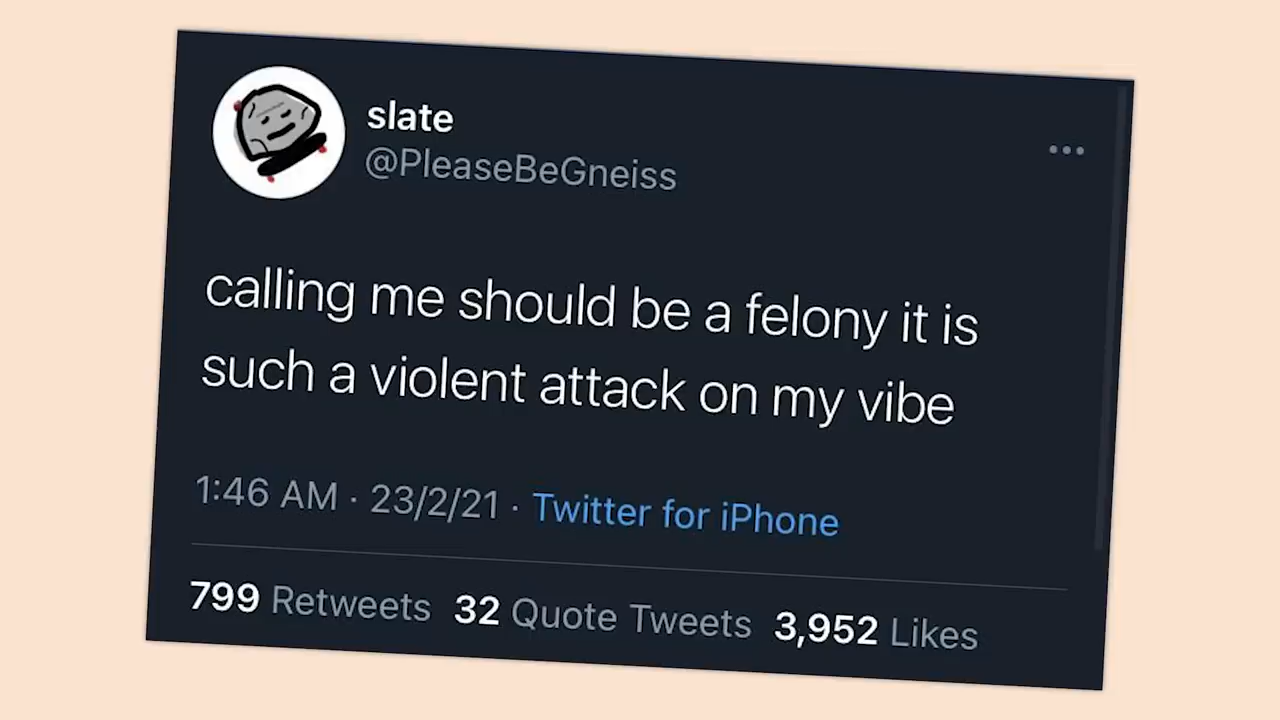 slate
@PleaseBeGneiss
calling me should be a felony it is
such a violent attack on my vibe
1:46 AM · 23/2/21 · Twitter for iPhone
799 Retweets 32 Quote Tweets 3,952 Likes